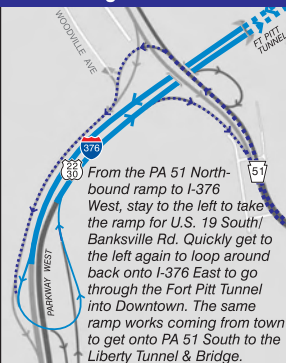 WOODVILLE AVE
FT PITT
TUNNEL
376
22
30
51
From the PA 51 North-
bound ramp to I-376
West, stay to the left to take
the ramp for U.S. 19 South/
Banksville Rd. Quickly get to
the left again to loop around
back onto I-376 East to go
through the Fort Pitt Tunnel
into Downtown. The same
ramp works coming from town
to get onto PA 51 South to the
Liberty Tunnel & Bridge.
PARKWAY WEST